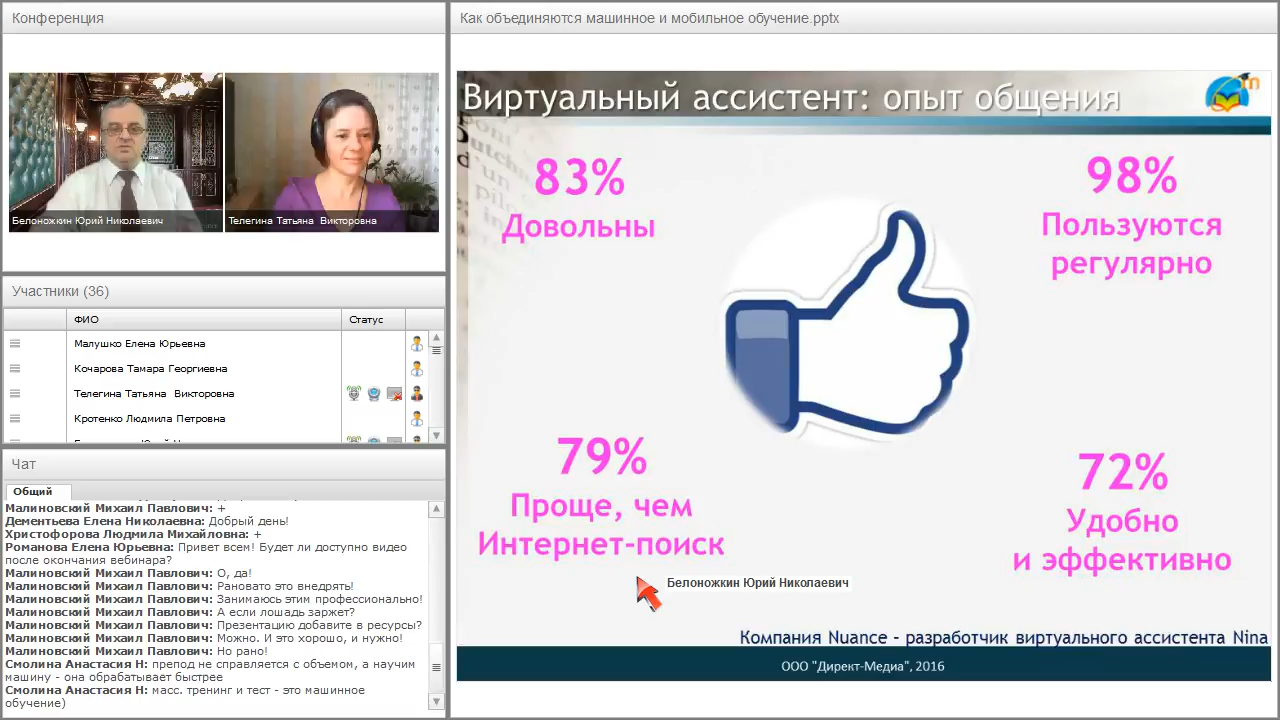 Конференция
Белоножкин Юрий Николаевич
Телегина Татьяна Викторовна
Участники (36)
ФИО
Статус
Малушко Елена Юрьевна
Кочарова Тамара Георгиевна
Телегина Татьяна Викторовна
Кротенко Людмила Петровна
Чат
Общий
Малиновский Михаил Павлович: +
Дементьева Елена Николаевна: Добрый день!
Христофорова Людмила Михайловна: +
Романова Елена Юрьевна: Привет всем! Будет ли доступно видео
после окончания вебинара?
Малиновский Михаил Павлович: О, да!
Малиновский Михаил Павлович: Рановато это внедрять!
Малиновский Михаил Павлович: Занимаюсь этим профессионально!
Малиновский Михаил Павлович: А если лошадь заржет?
Малиновский Михаил Павлович: Презентацию добавите в ресурсы?
Малиновский Михаил Павлович: Можно. И это хорошо, и нужно!
Малиновский Михаил Павлович: Но рано!
Смолина Анастасия Н: препод не справляется с объемом, а научим
машину - она обрабатывает быстрее
Смолина Анастасия Н: масс. тренинг и тест - это машинное
обучение)
Как объединяются машинное и мобильное обучение.pptx
Виртуальный ассистент: опыт общения
83%
Довольны
98%
Пользуются
регулярно
79%
Проще, чем
Интернет-поиск
72%
Удобно
и эффективно
Белоножкин Юрий Николаевич
Компания Nuance - разработчик виртуального ассистента Nina
ООО "Директ-Медиа", 2016